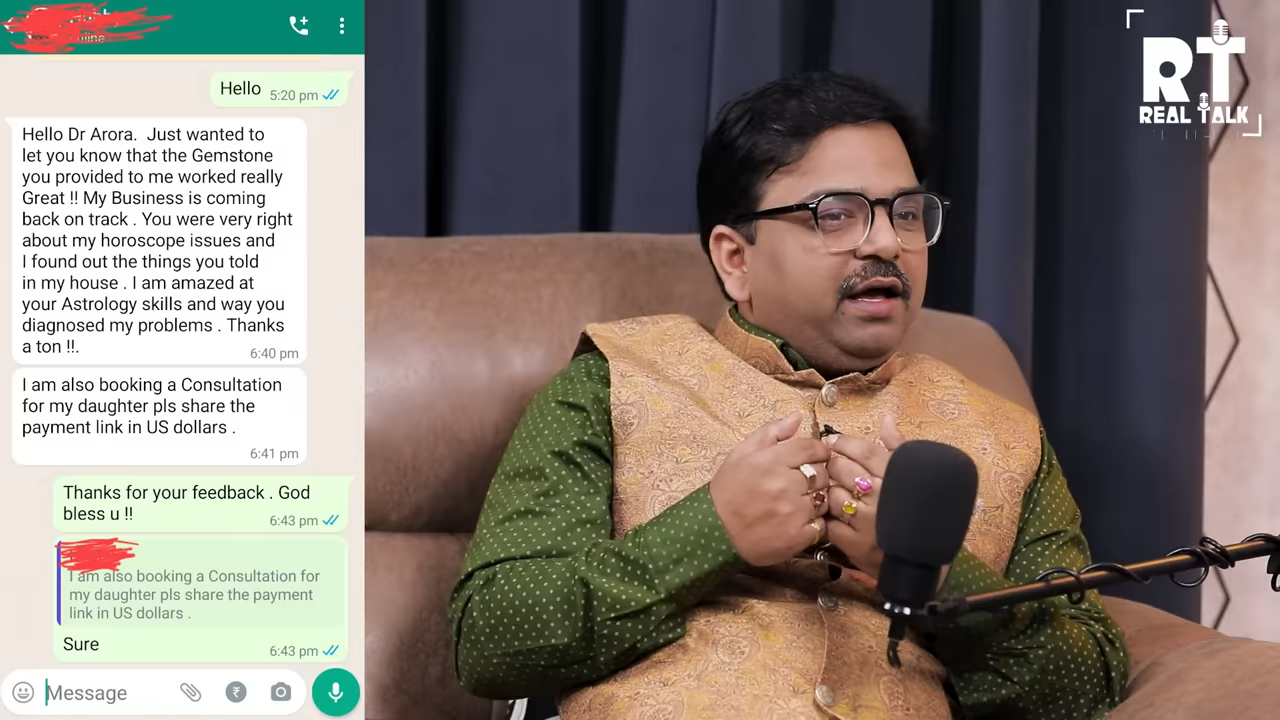 Hello 5:20 pm
Hello Dr Arora. Just wanted to
let you know that the Gemstone
you provided to me worked really
Great !! My Business is coming
back on track . You were very right
about my horoscope issues and
I found out the things you told
in my house . I am amazed at
your Astrology skills and way you
diagnosed my problems . Thanks
a ton !!.
6:40 pm
I am also booking a Consultation
for my daughter pls share the
payment link in US dollars .
6:41 pm
Thanks for your feedback . God
bless u !! 6:43 pm
I am also booking a Consultation for
my daughter pls share the payment
link in US dollars .
Sure 6:43 pm
Message
RT
REAL TALK